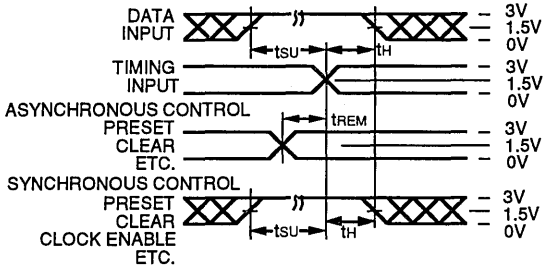 DATA
INPUT
3V
1.5V
0V
tSU
tH
TIMING
INPUT
3V
1.5V
0V
ASYNCHRONOUS CONTROL
PRESET
CLEAR
ETC.
tREM
3V
1.5V
0V
SYNCHRONOUS CONTROL
PRESET
CLEAR
CLOCK ENABLE
ETC.
3V
1.5V
0V
tSU
tH